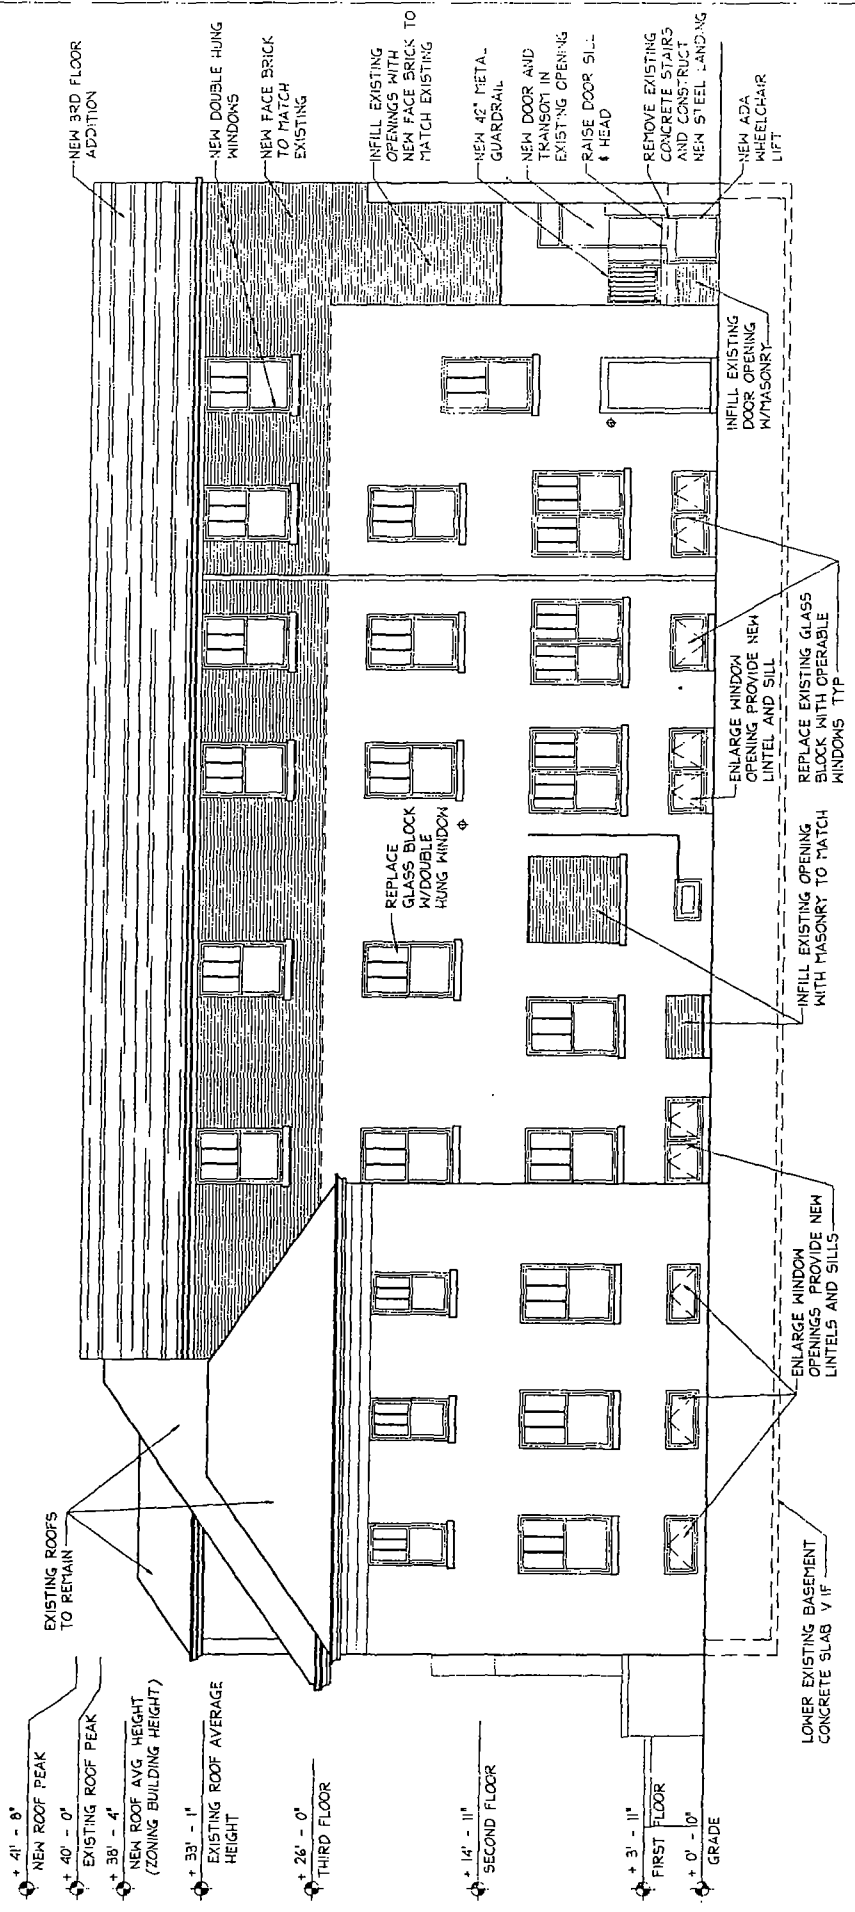 NEW 3RD FLOOR
ADDITION
NEW DOUBLE HUNG
WINDOWS
NEW FACE BRICK
TO MATCH
EXISTING
INFILL EXISTING
OPENINGS WITH
NEW FACE BRICK TO
MATCH EXISTING
NEW 42" METAL
GUARDRAIL
NEW DOOR AND
TRANSOM IN
EXISTING OPENING
RAISE DOOR SILL
& HEAD
REMOVE EXISTING
CONCRETE STAIRS
AND CONSTRUCT
NEW STEEL LANDING
NEW ADA
WHEELCHAIR
LIFT
EXISTING ROOFS
TO REMAIN
REPLACE
GLASS BLOCK
W/DOUBLE
HUNG WINDOW
INFILL EXISTING
DOOR OPENING
W/MASONRY
ENLARGE WINDOW
OPENING PROVIDE NEW
LINTEL AND SILL
REPLACE EXISTING GLASS
BLOCK WITH OPERABLE
WINDOWS TYP
INFILL EXISTING OPENING
WITH MASONRY TO MATCH
ENLARGE WINDOW
OPENINGS PROVIDE NEW
LINTELS AND SILLS
LOWER EXISTING BASEMENT
CONCRETE SLAB VIF
+ 41' - 8"
NEW ROOF PEAK
+ 40' - 0"
EXISTING ROOF PEAK
+ 38' - 4"
NEW ROOF AVG HEIGHT
(ZONING BUILDING HEIGHT)
+ 33' - 1"
EXISTING ROOF AVERAGE
HEIGHT
+ 26' - 0"
THIRD FLOOR
+ 14' - 11"
SECOND FLOOR
+ 3' - 11"
FIRST FLOOR
+ 0' - 10"
GRADE